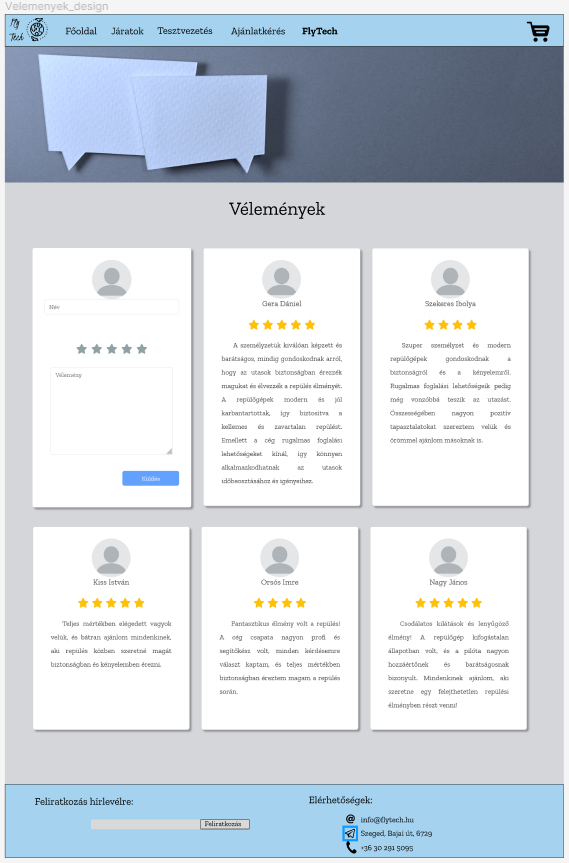 Velemenyek_design
Fly
Tech
Főoldal Járatok Tesztvezetés Ajánlatkérés FlyTech
Vélemények
Név
Vélemény
Küldés
Gera Dániel
A személyzetük kiválóan képzett és
barátságos, mindig gondoskodnak arról,
hogy az utasok biztonságban érezzék
magukat és élvezzék a repülés élményét.
A repülőgépek modern és jól
karbantartottak, így biztosítva a
kellemes és zavartalan repülést.
Emellett a cég rugalmas foglalási
lehetőségeket kínál, így könnyen
alkalmazkodhatnak az utasok
időbeosztásához és igényeihez.
Szekeres Ibolya
Szuper személyzet és modern
repülőgépek gondoskodnak a
biztonságról és a kényelemről.
Rugalmas foglalási lehetőségeik pedig
még vonzóbbá teszik az utazást.
Összességében nagyon pozitív
tapasztalatokat szereztem velük és
örömmel ajánlom másoknak is.
Kiss István
Teljes mértékben elégedett vagyok
velük, és bátran ajánlom mindenkinek,
aki repülés közben szeretné magát
biztonságban és kényelemben érezni.
Orsós Imre
Fantasztikus élmény volt a repülés!
A cég csapata nagyon profi és
segítőkész volt, minden kérdésemre
választ kaptam, és teljes mértékben
biztonságban éreztem magam a repülés
során.
Nagy János
Csodálatos kilátások és lenyűgöző
élmény! A repülőgép kifogástalan
állapotban volt, és a pilóta nagyon
hozzáértőnek és barátságosnak
bizonyult. Mindenkinek ajánlom, aki
szeretne egy felejthetetlen repülési
élményben részt venni!
Feliratkozás hírlevélre:
Feliratkozás
Elérhetőségek:
info@flytech.hu
Szeged, Bajai út, 6729
+36 30 291 5095